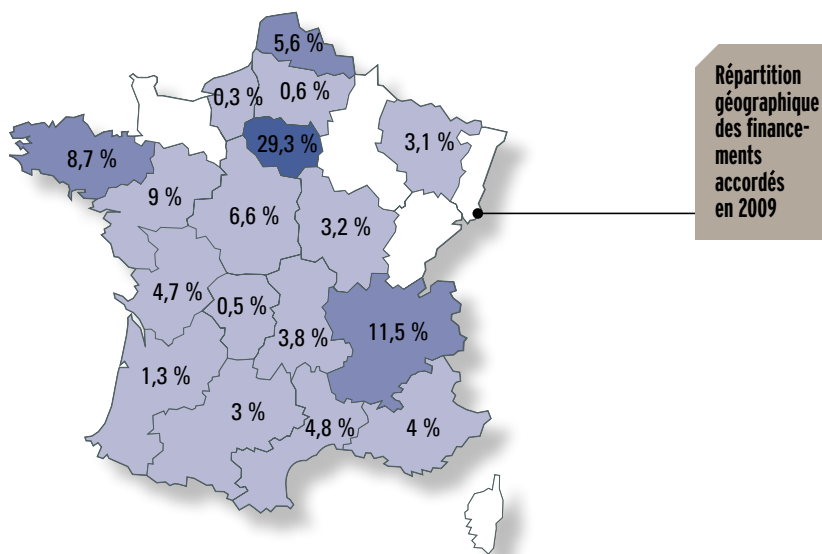 5,6 %
0,3 %
0,6 %
29,3 %
3,1 %
8,7 %
9 %
6,6 %
3,2 %
4,7 %
0,5 %
3,8 %
11,5 %
1,3 %
3 %
4,8 %
4 %
Répartition
géographique
des finance-
ments
accordés
en 2009